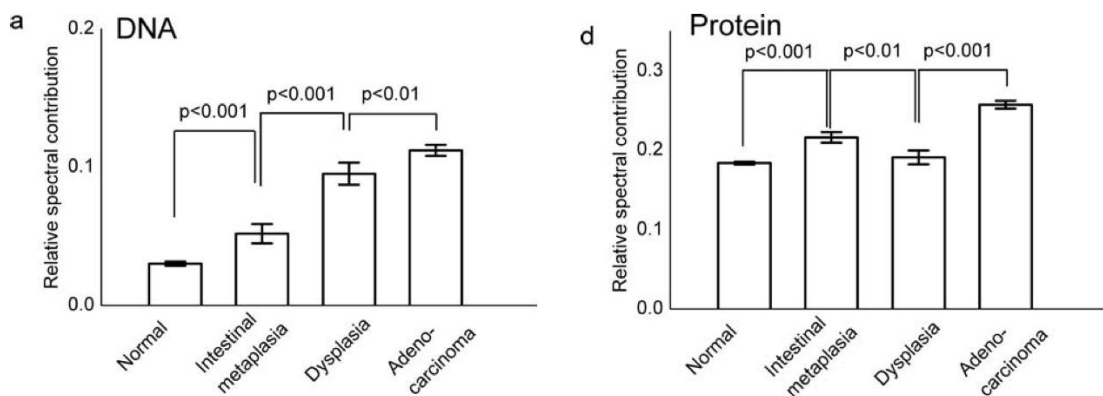 a
DNA
Relative spectral contribution
0.2
0.1
0.0
p<0.001
p<0.001
p<0.01
Normal
Intestinal
metaplasia
Dysplasia
Adeno-
carcinoma
d
Protein
Relative spectral contribution
0.3
0.2
0.1
0.0
p<0.001
p<0.01
p<0.001
Normal
Intestinal
metaplasia
Dysplasia
Adeno-
carcinoma